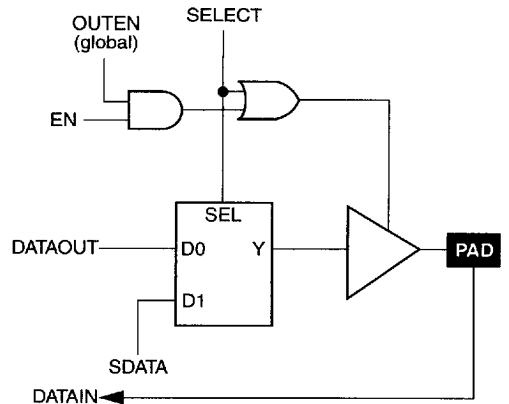 OUTEN
(global)
SELECT
EN
SEL
DATAOUT
D0
Y
PAD
D1
SDATA
DATAIN